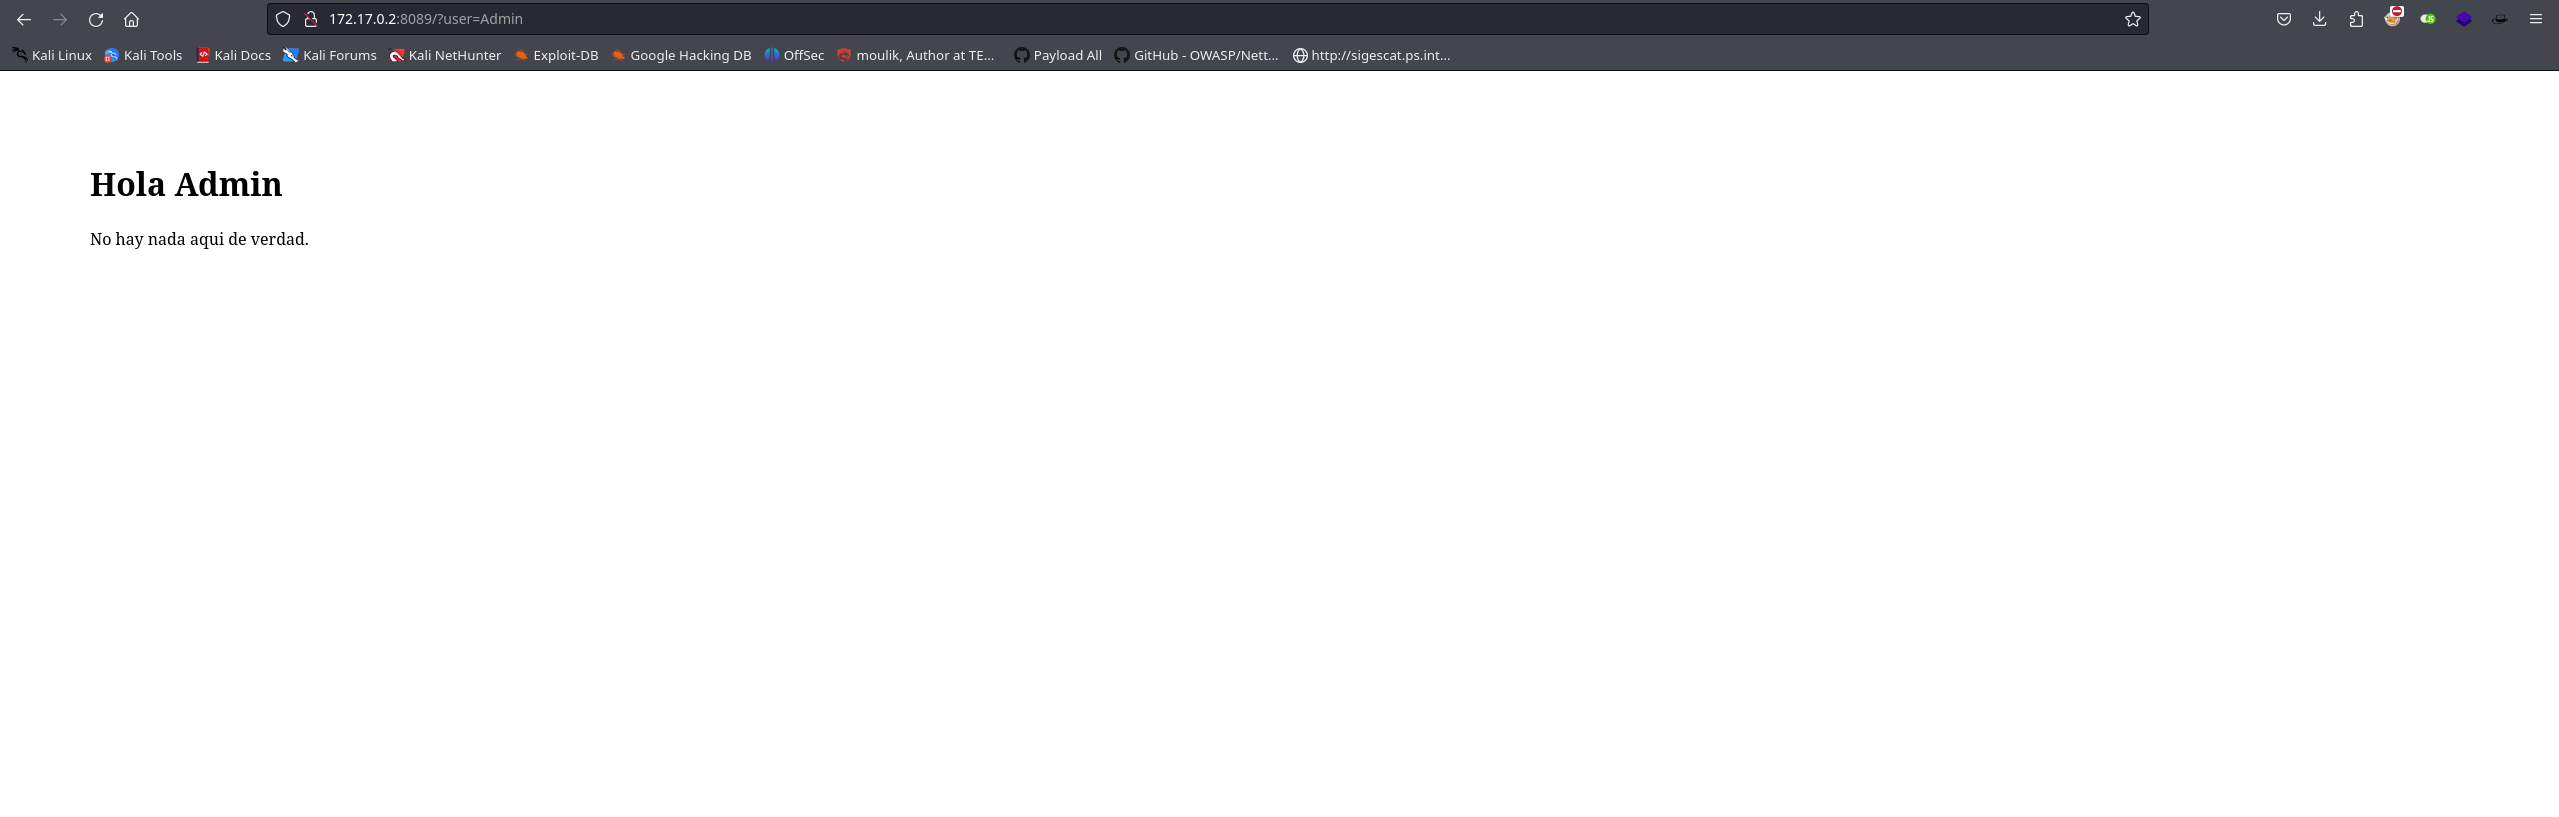 172.17.0.2:8089/?user=Admin
Kali Linux Kali Tools Kali Docs Kali Forums Kali NetHunter Exploit-DB Google Hacking DB OffSec moulik, Author at TE... Payload All GitHub - OWASP/Nett... http://sigescat.ps.int...
Hola Admin
No hay nada aqui de verdad.